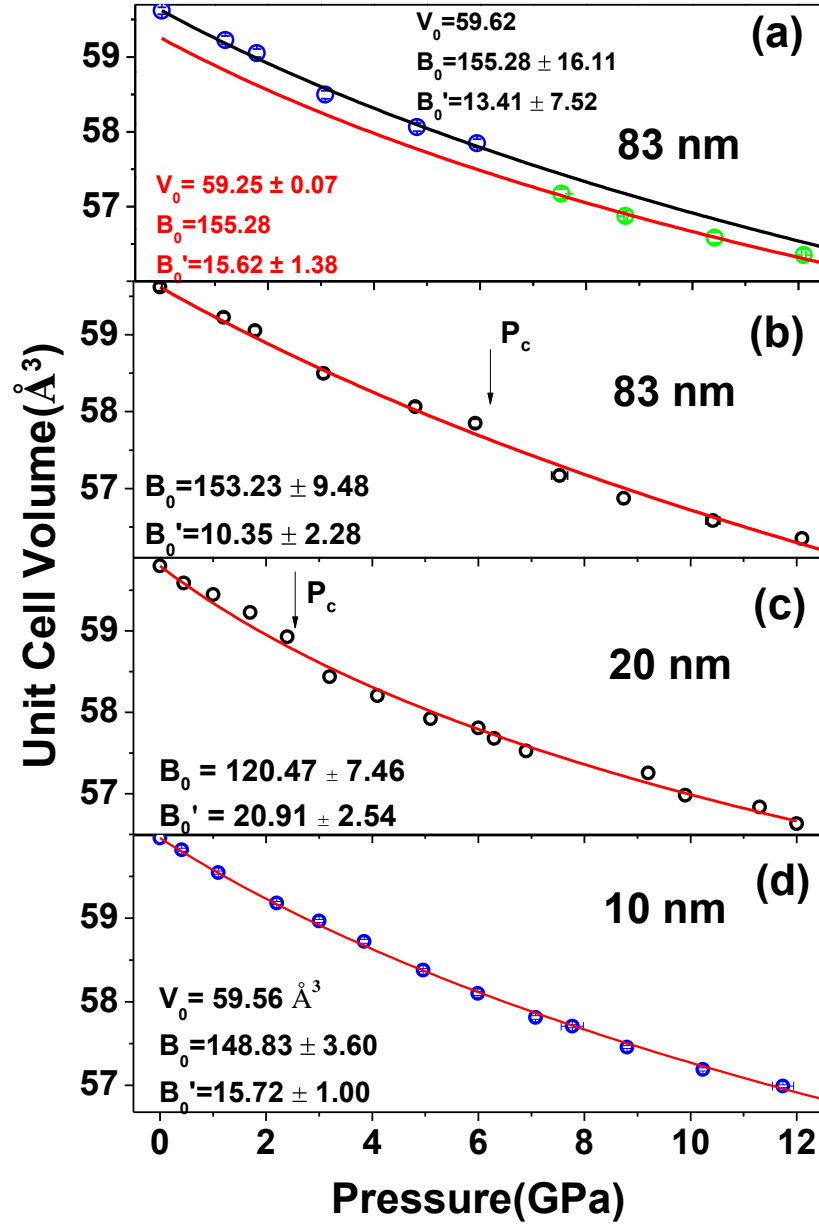 (a)
V0=59.62
B0=155.28 ± 16.11
B0'=13.41 ± 7.52
83 nm
V0= 59.25 ± 0.07
B0=155.28
B0'=15.62 ± 1.38
59
58
57
(b)
Pc
83 nm
B0=153.23 ± 9.48
B0'=10.35 ± 2.28
59
58
57
(c)
Pc
20 nm
B0 = 120.47 ± 7.46
B0' = 20.91 ± 2.54
59
58
57
(d)
10 nm
V0= 59.56 Å3
B0=148.83 ± 3.60
B0'=15.72 ± 1.00
59
58
57
0 2 4 6 8 10 12
Unit Cell Volume(Å3)
Pressure(GPa)